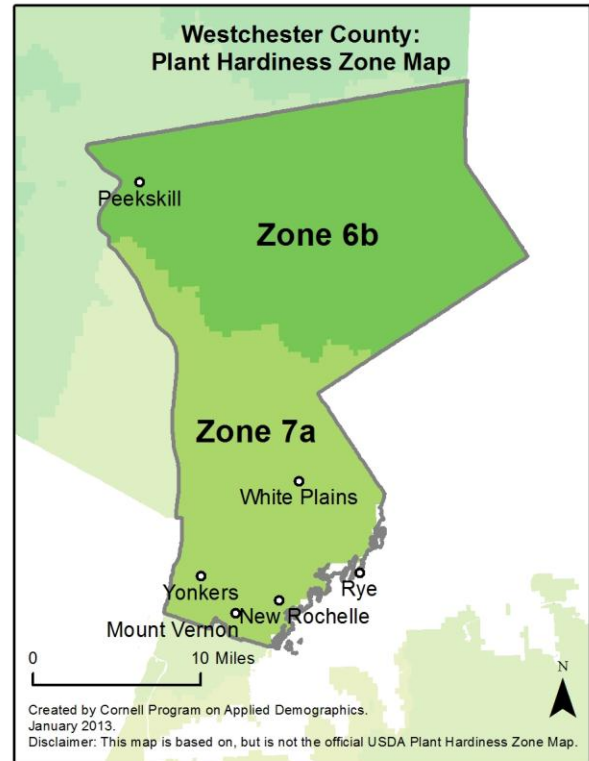 Westchester County:
Plant Hardiness Zone Map
Peekskill
Zone 6b
Zone 7a
White Plains
Yonkers
Rye
New Rochelle
Mount Vernon
0
10 Miles
N
Created by Cornell Program on Applied Demographics.
January 2013.
Disclaimer: This map is based on, but is not the official USDA Plant Hardiness Zone Map.